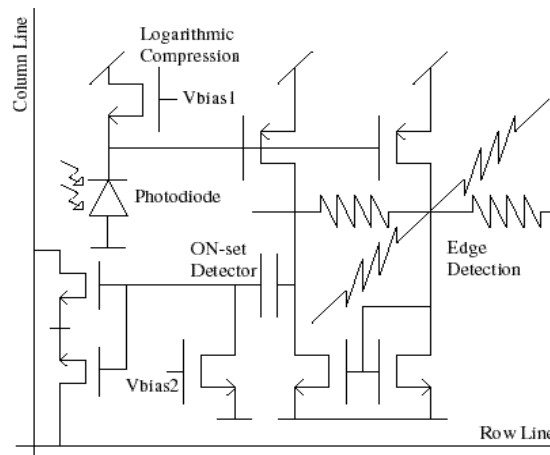 Column Line
Logarithmic
Compression
Vbias1
Photodiode
ON-set
Detector
Edge
Detection
Vbias2
Row Line